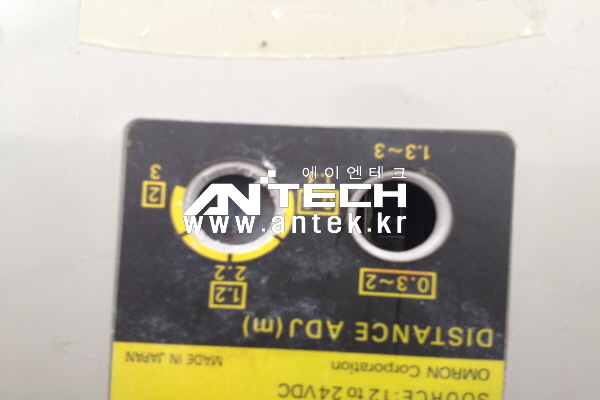 SOURCE:12 to 24VDC
OMRON Corporation MADE IN JAPAN
DISTANCE ADJ(m)
0.3~2 1.2
2.2
2
1.3~3 3
에이엔테크
ANTECH
www.antek.kr